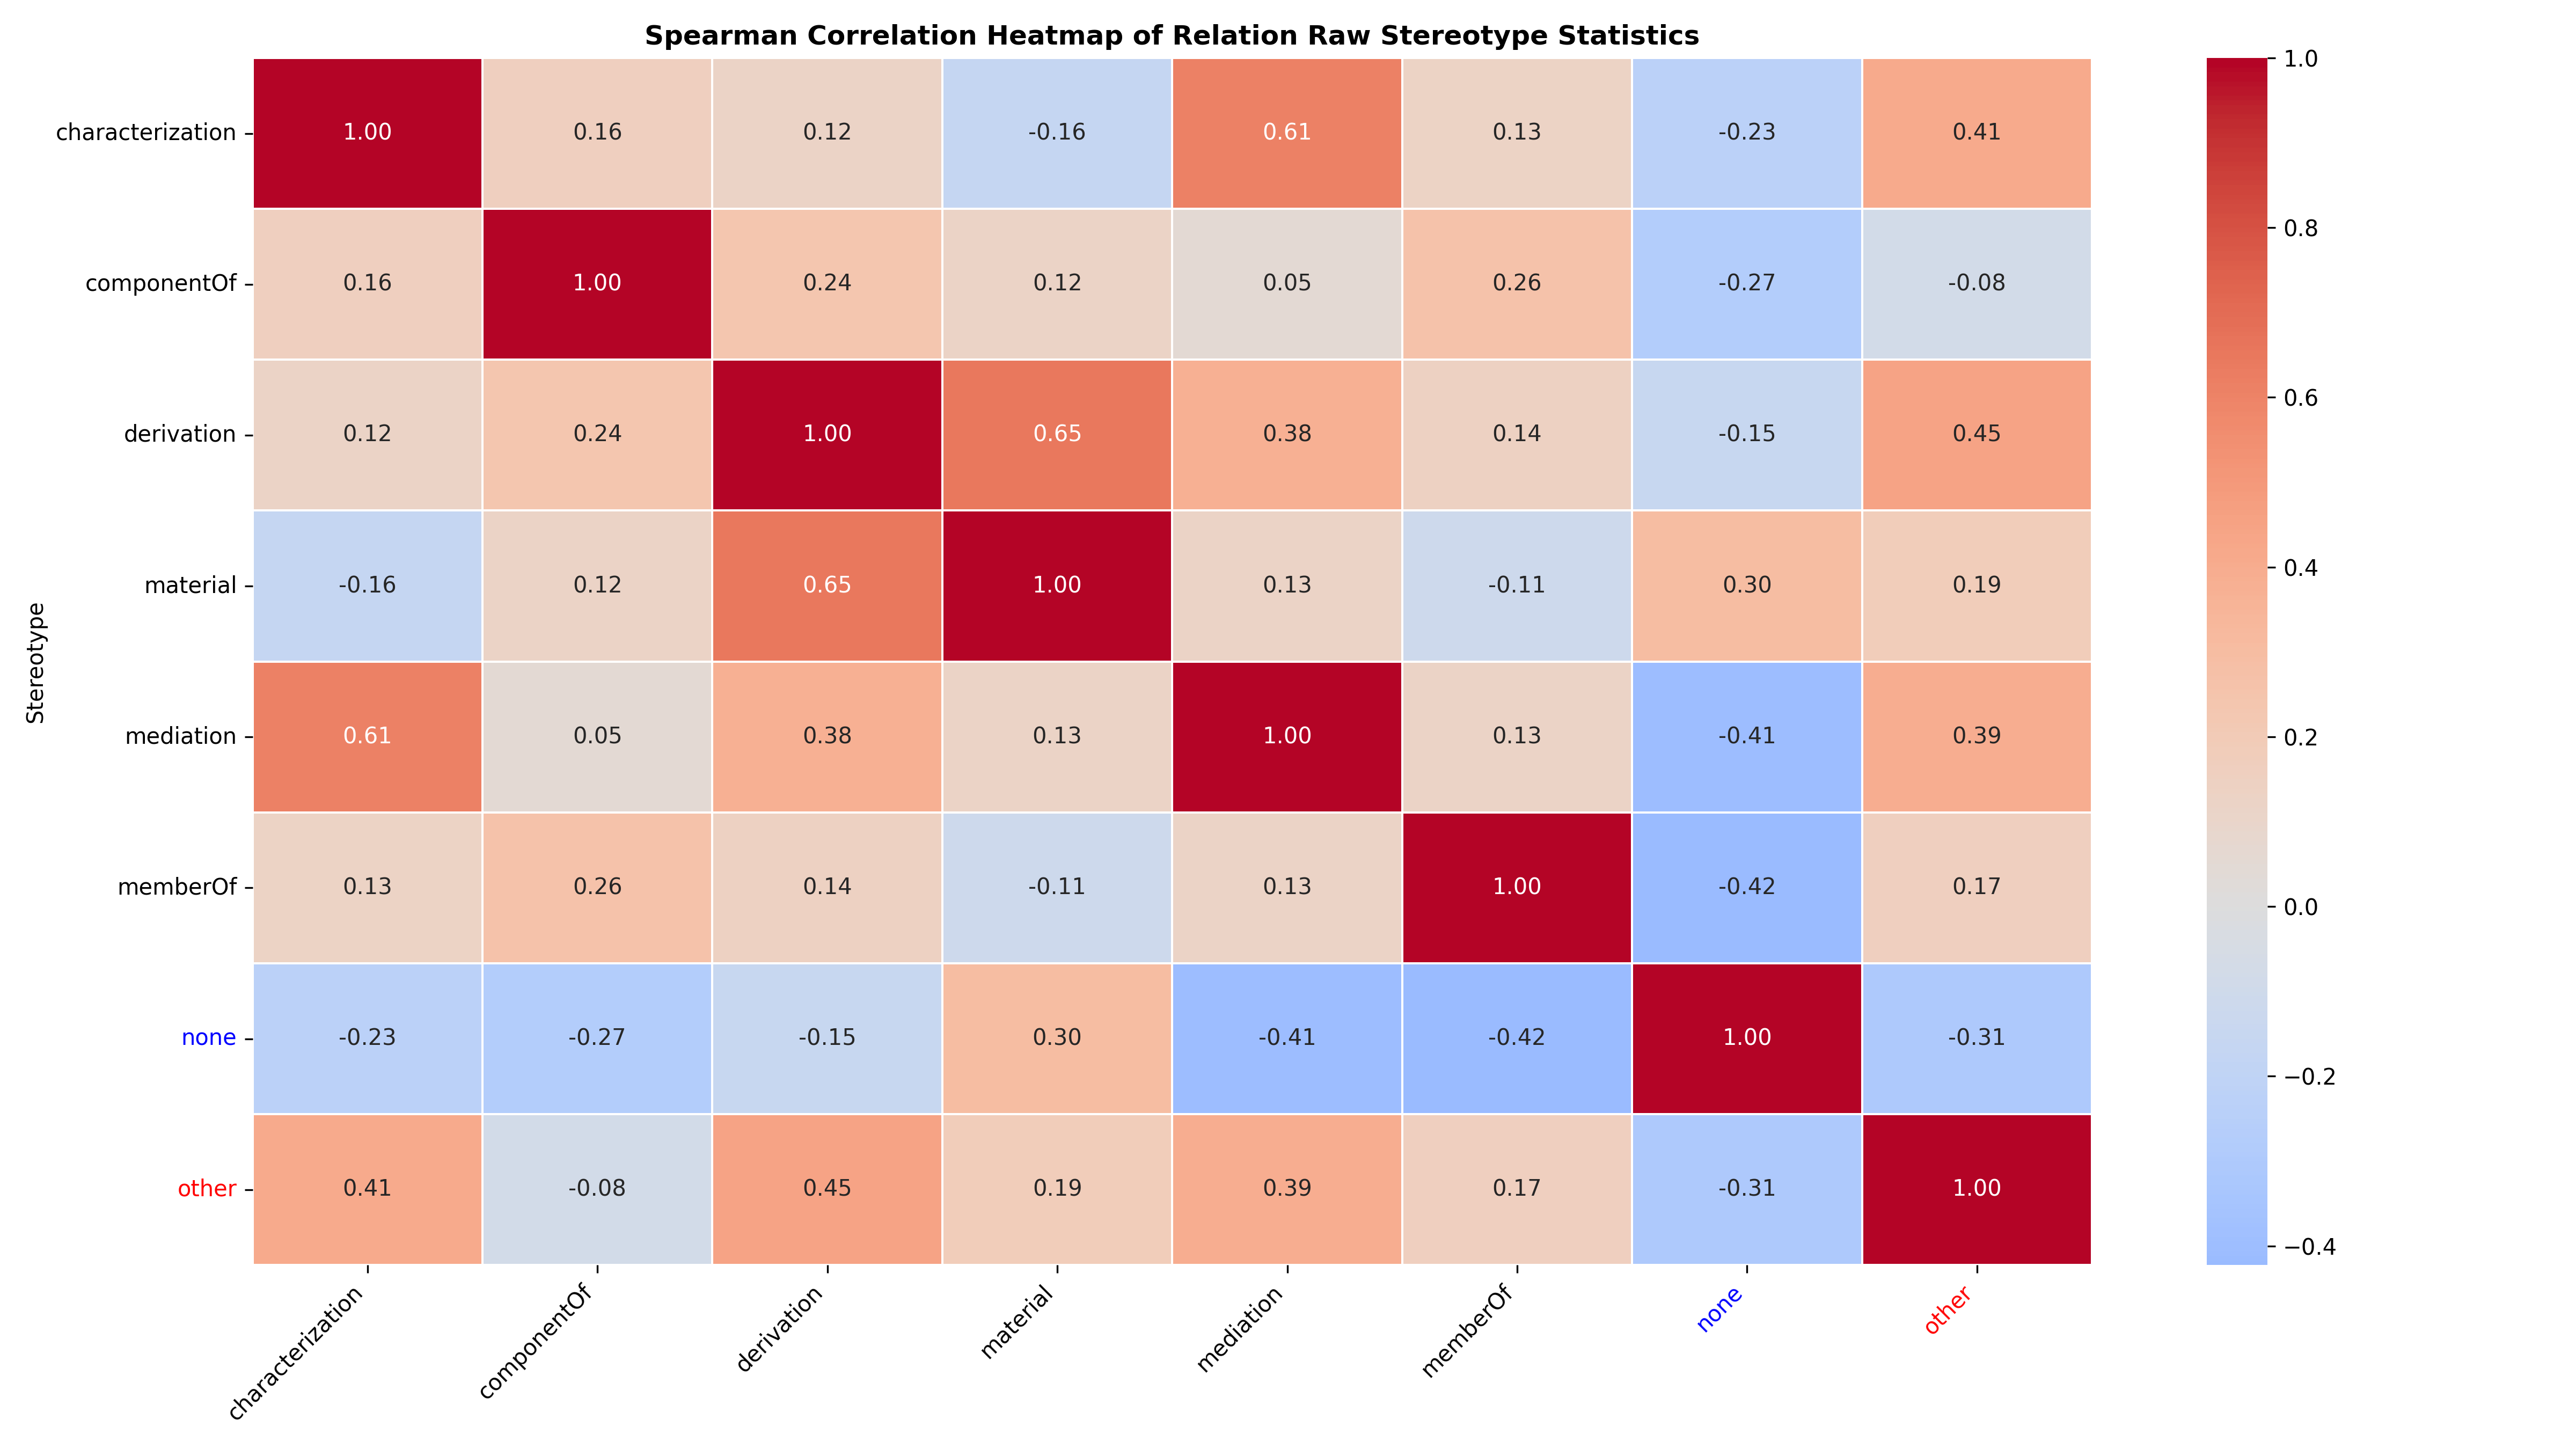 Spearman Correlation Heatmap of Relation Raw Stereotype Statistics
Stereotype
characterization 1.00 0.16 0.12 -0.16 0.61 0.13 -0.23 0.41
componentOf 0.16 1.00 0.24 0.12 0.05 0.26 -0.27 -0.08
derivation 0.12 0.24 1.00 0.65 0.38 0.14 -0.15 0.45
material -0.16 0.12 0.65 1.00 0.13 -0.11 0.30 0.19
mediation 0.61 0.05 0.38 0.13 1.00 0.13 -0.41 0.39
memberOf 0.13 0.26 0.14 -0.11 0.13 1.00 -0.42 0.17
none -0.23 -0.27 -0.15 0.30 -0.41 -0.42 1.00 -0.31
other 0.41 -0.08 0.45 0.19 0.39 0.17 -0.31 1.00
characterization componentOf derivation material mediation memberOf none other
1.0
0.8
0.6
0.4
0.2
0.0
−0.2
−0.4